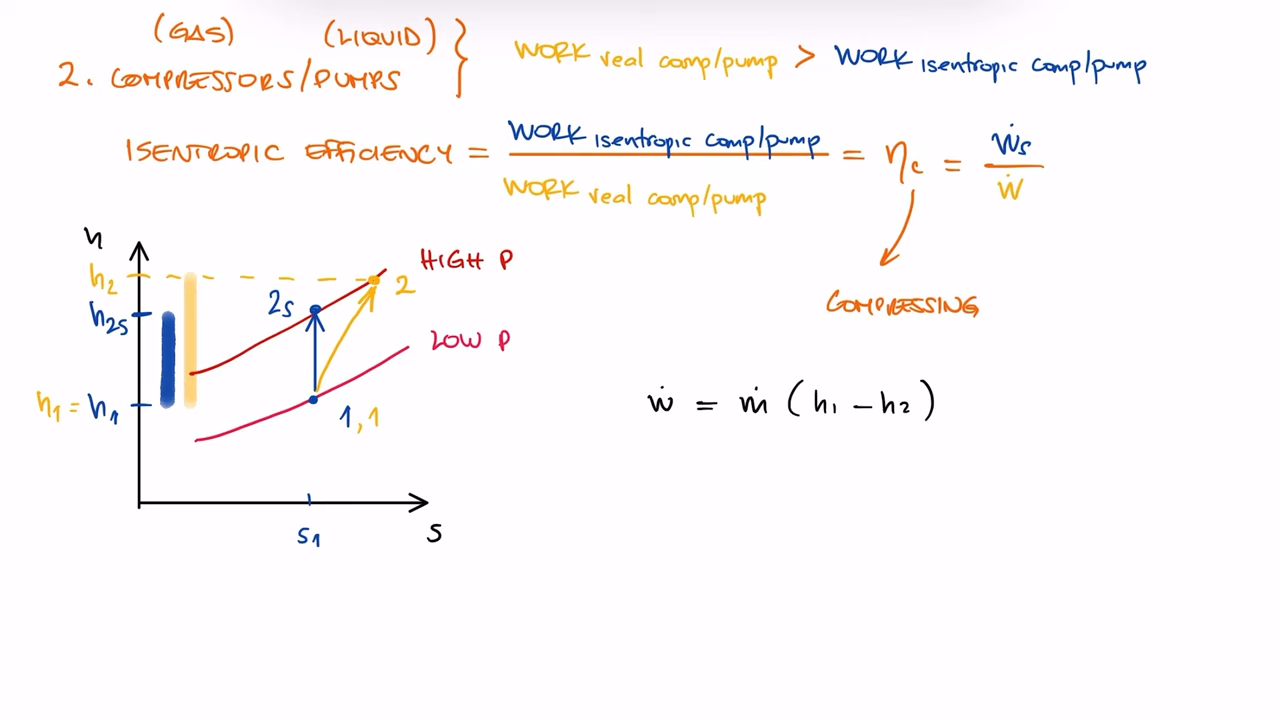 (GAS) (LIQUID)
2. COMPRESSORS/PUMPS
WORK real comp/pump > WORK isentropic comp/pump
ISENTROPIC EFFICIENCY = WORK isentropic comp/pump / WORK real comp/pump = ηc = Ẇs / Ẇ
COMPRESSING
h
h2
h2s
h1 = h1
2s
2
HIGH P
LOW P
1,1
s1
S
ẇ = ṁ (h1 − h2)